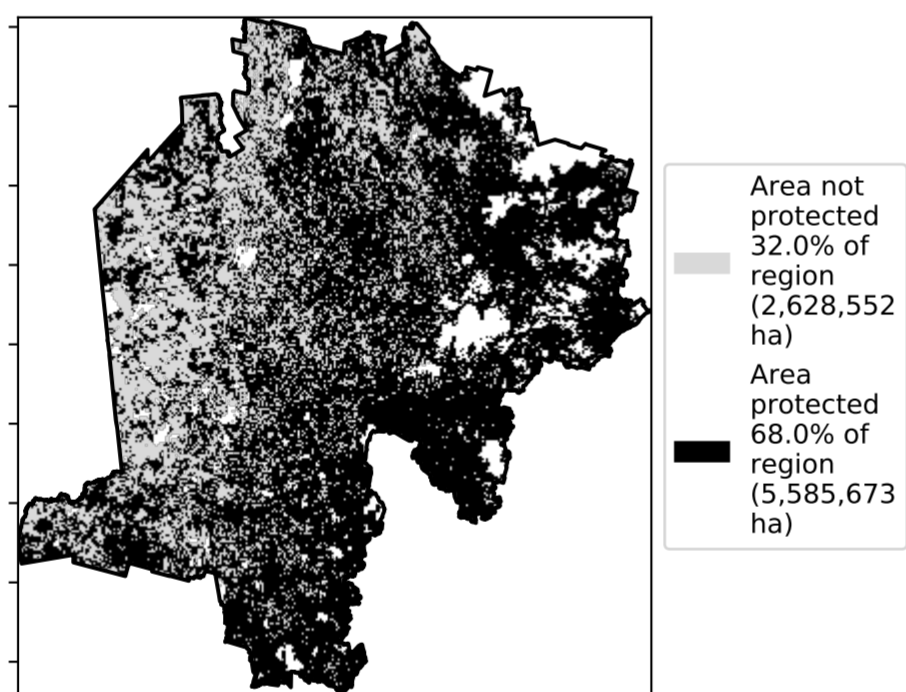 Area not
protected
32.0% of
region
(2,628,552
ha)
Area
protected
68.0% of
region
(5,585,673
ha)